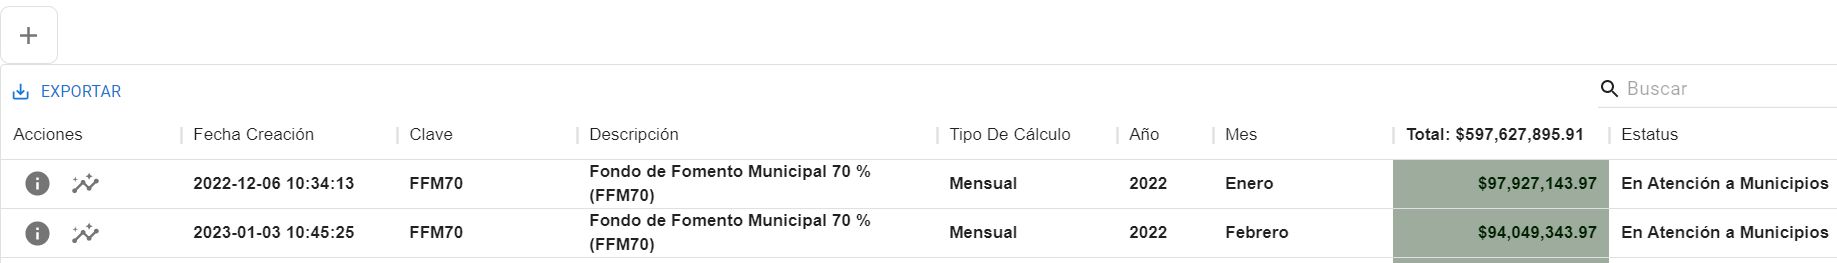 EXPORTAR
Buscar
Acciones Fecha Creación Clave Descripción Tipo De Cálculo Año Mes Total: $597,627,895.91 Estatus
2022-12-06 10:34:13 FFM70 Fondo de Fomento Municipal 70 % Mensual 2022 Enero $97,927,143.97 En Atención a Municipios
(FFM70)
2023-01-03 10:45:25 FFM70 Fondo de Fomento Municipal 70 % Mensual 2022 Febrero $94,049,343.97 En Atención a Municipios
(FFM70)